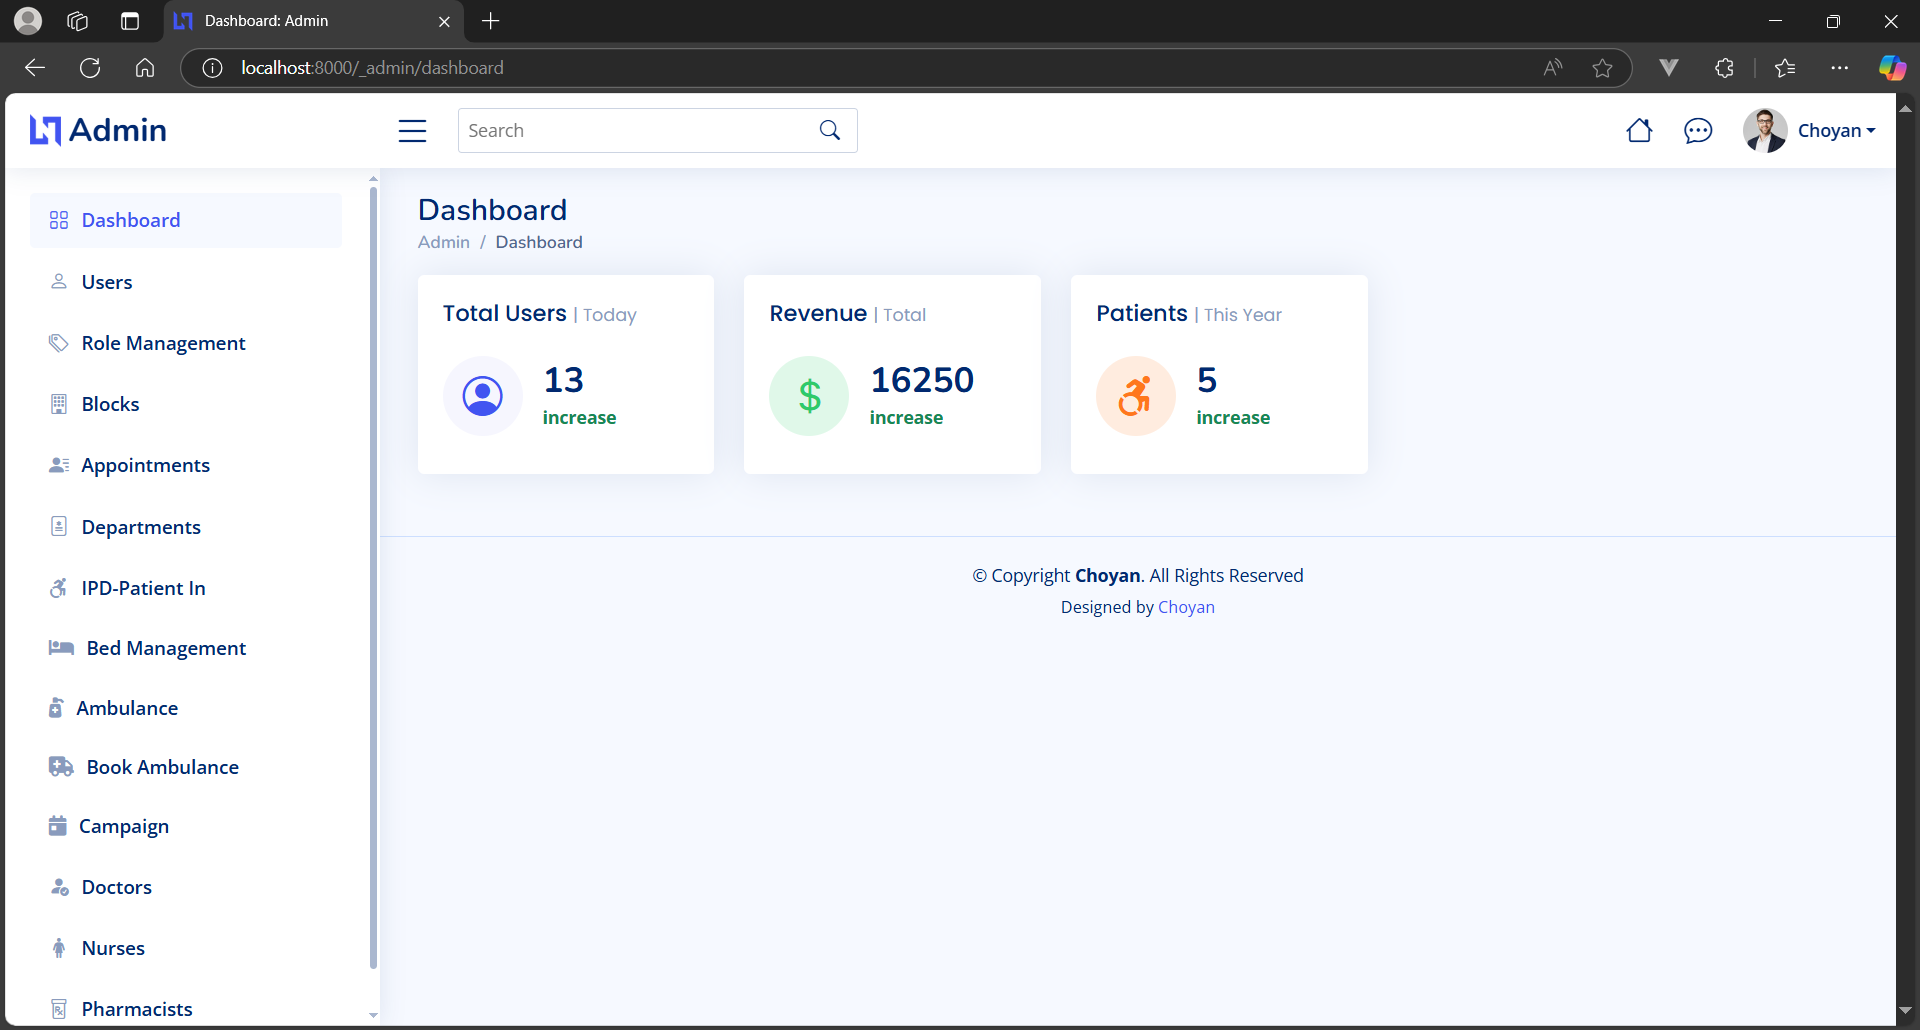 Dashboard: Admin
localhost:8000/_admin/dashboard
Admin
Search
Choyan
Dashboard
Users
Role Management
Blocks
Appointments
Departments
IPD-Patient In
Bed Management
Ambulance
Book Ambulance
Campaign
Doctors
Nurses
Pharmacists
Dashboard
Admin / Dashboard
Total Users | Today
13
increase
Revenue | Total
$
16250
increase
Patients | This Year
5
increase
© Copyright Choyan. All Rights Reserved
Designed by Choyan